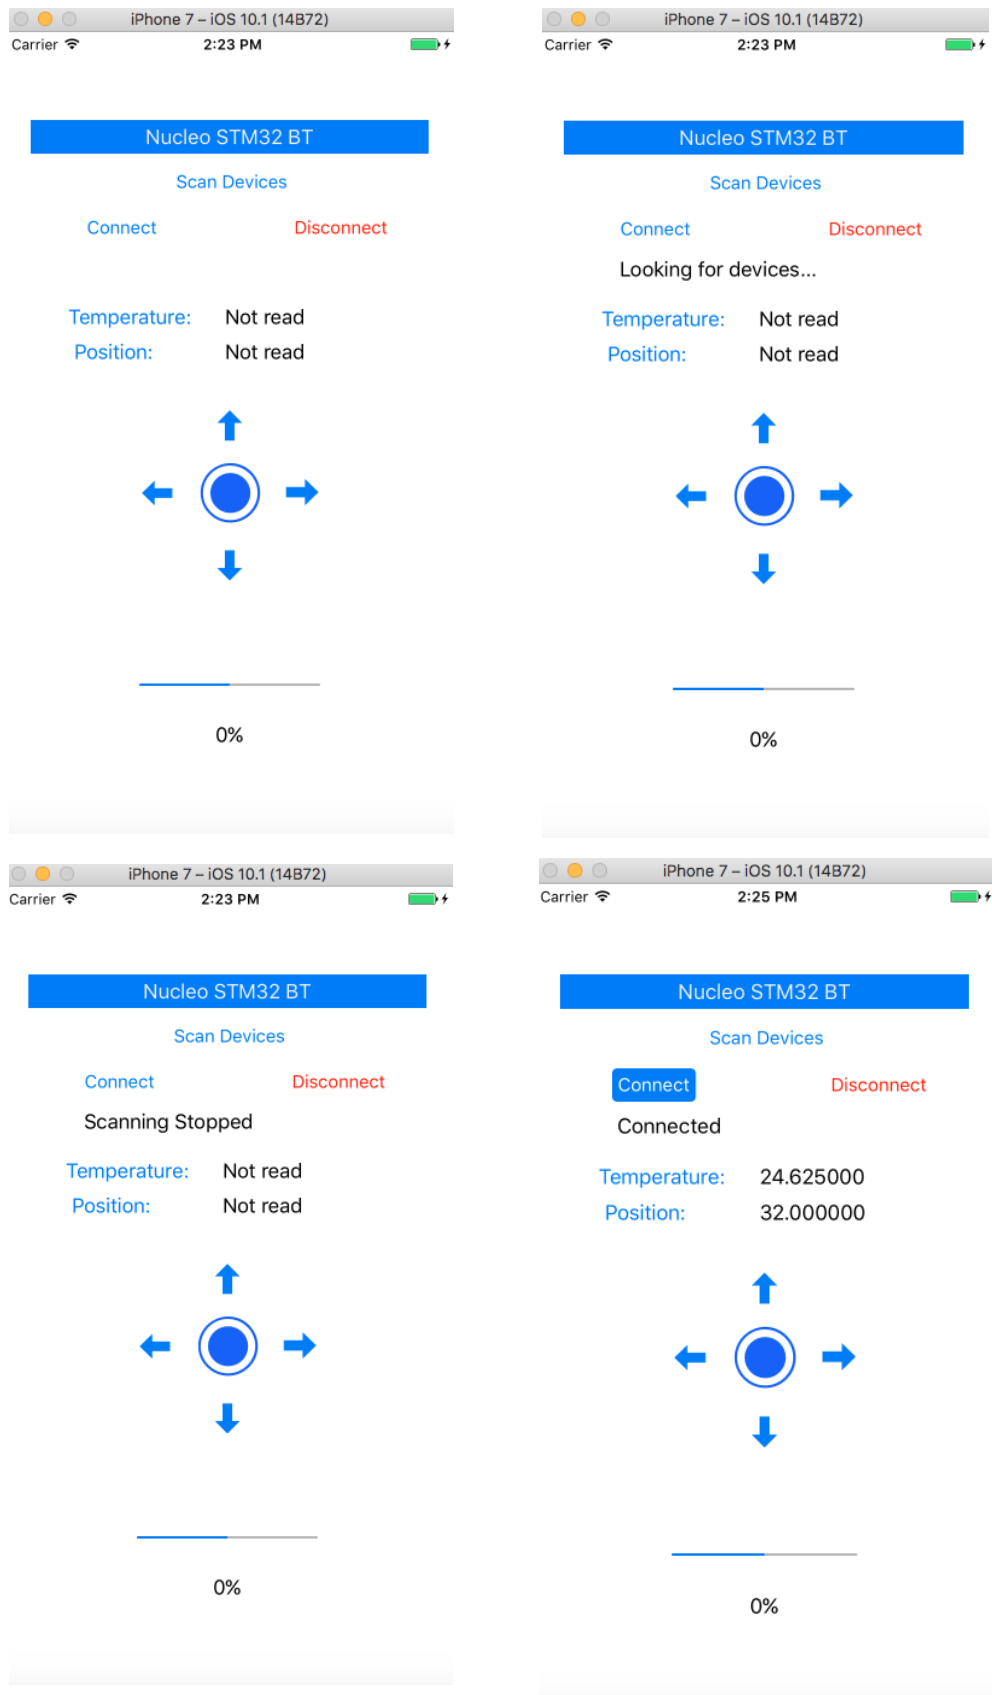 iPhone 7 – iOS 10.1 (14B72)
Carrier 2:23 PM
Nucleo STM32 BT
Scan Devices
Connect Disconnect
Temperature: Not read
Position: Not read
0%
iPhone 7 – iOS 10.1 (14B72)
Carrier 2:23 PM
Nucleo STM32 BT
Scan Devices
Connect Disconnect
Looking for devices...
Temperature: Not read
Position: Not read
0%
iPhone 7 – iOS 10.1 (14B72)
Carrier 2:23 PM
Nucleo STM32 BT
Scan Devices
Connect Disconnect
Scanning Stopped
Temperature: Not read
Position: Not read
0%
iPhone 7 – iOS 10.1 (14B72)
Carrier 2:25 PM
Nucleo STM32 BT
Scan Devices
Connect Disconnect
Connected
Temperature: 24.625000
Position: 32.000000
0%